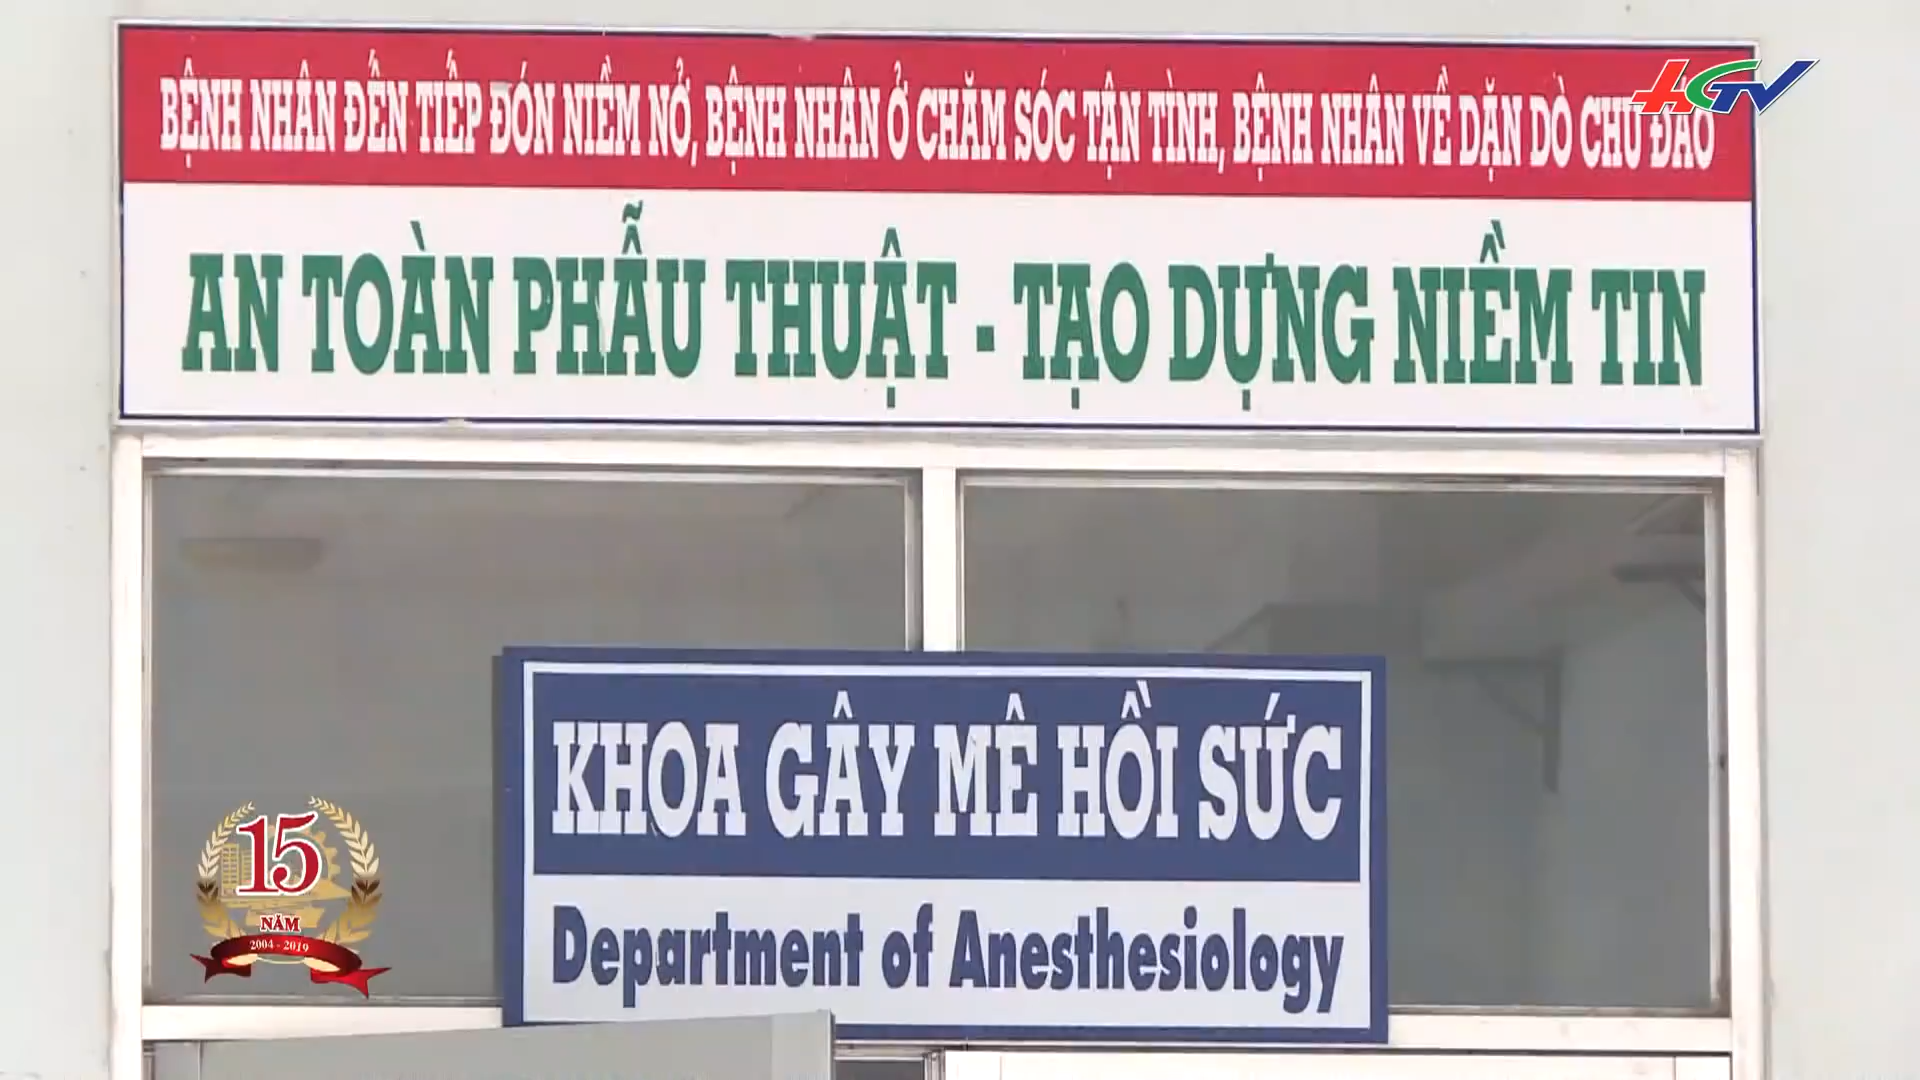 BỆNH NHÂN ĐẾN TIẾP ĐÓN NIỀM NỞ, BỆNH NHÂN Ở CHĂM SÓC TẬN TÌNH, BỆNH NHÂN VỀ DẶN DÒ CHU ĐÁO
HGTV
AN TOÀN PHẪU THUẬT - TẠO DỰNG NIỀM TIN
KHOA GÂY MÊ HỒI SỨC
Department of Anesthesiology
15
NĂM
2004 - 2019